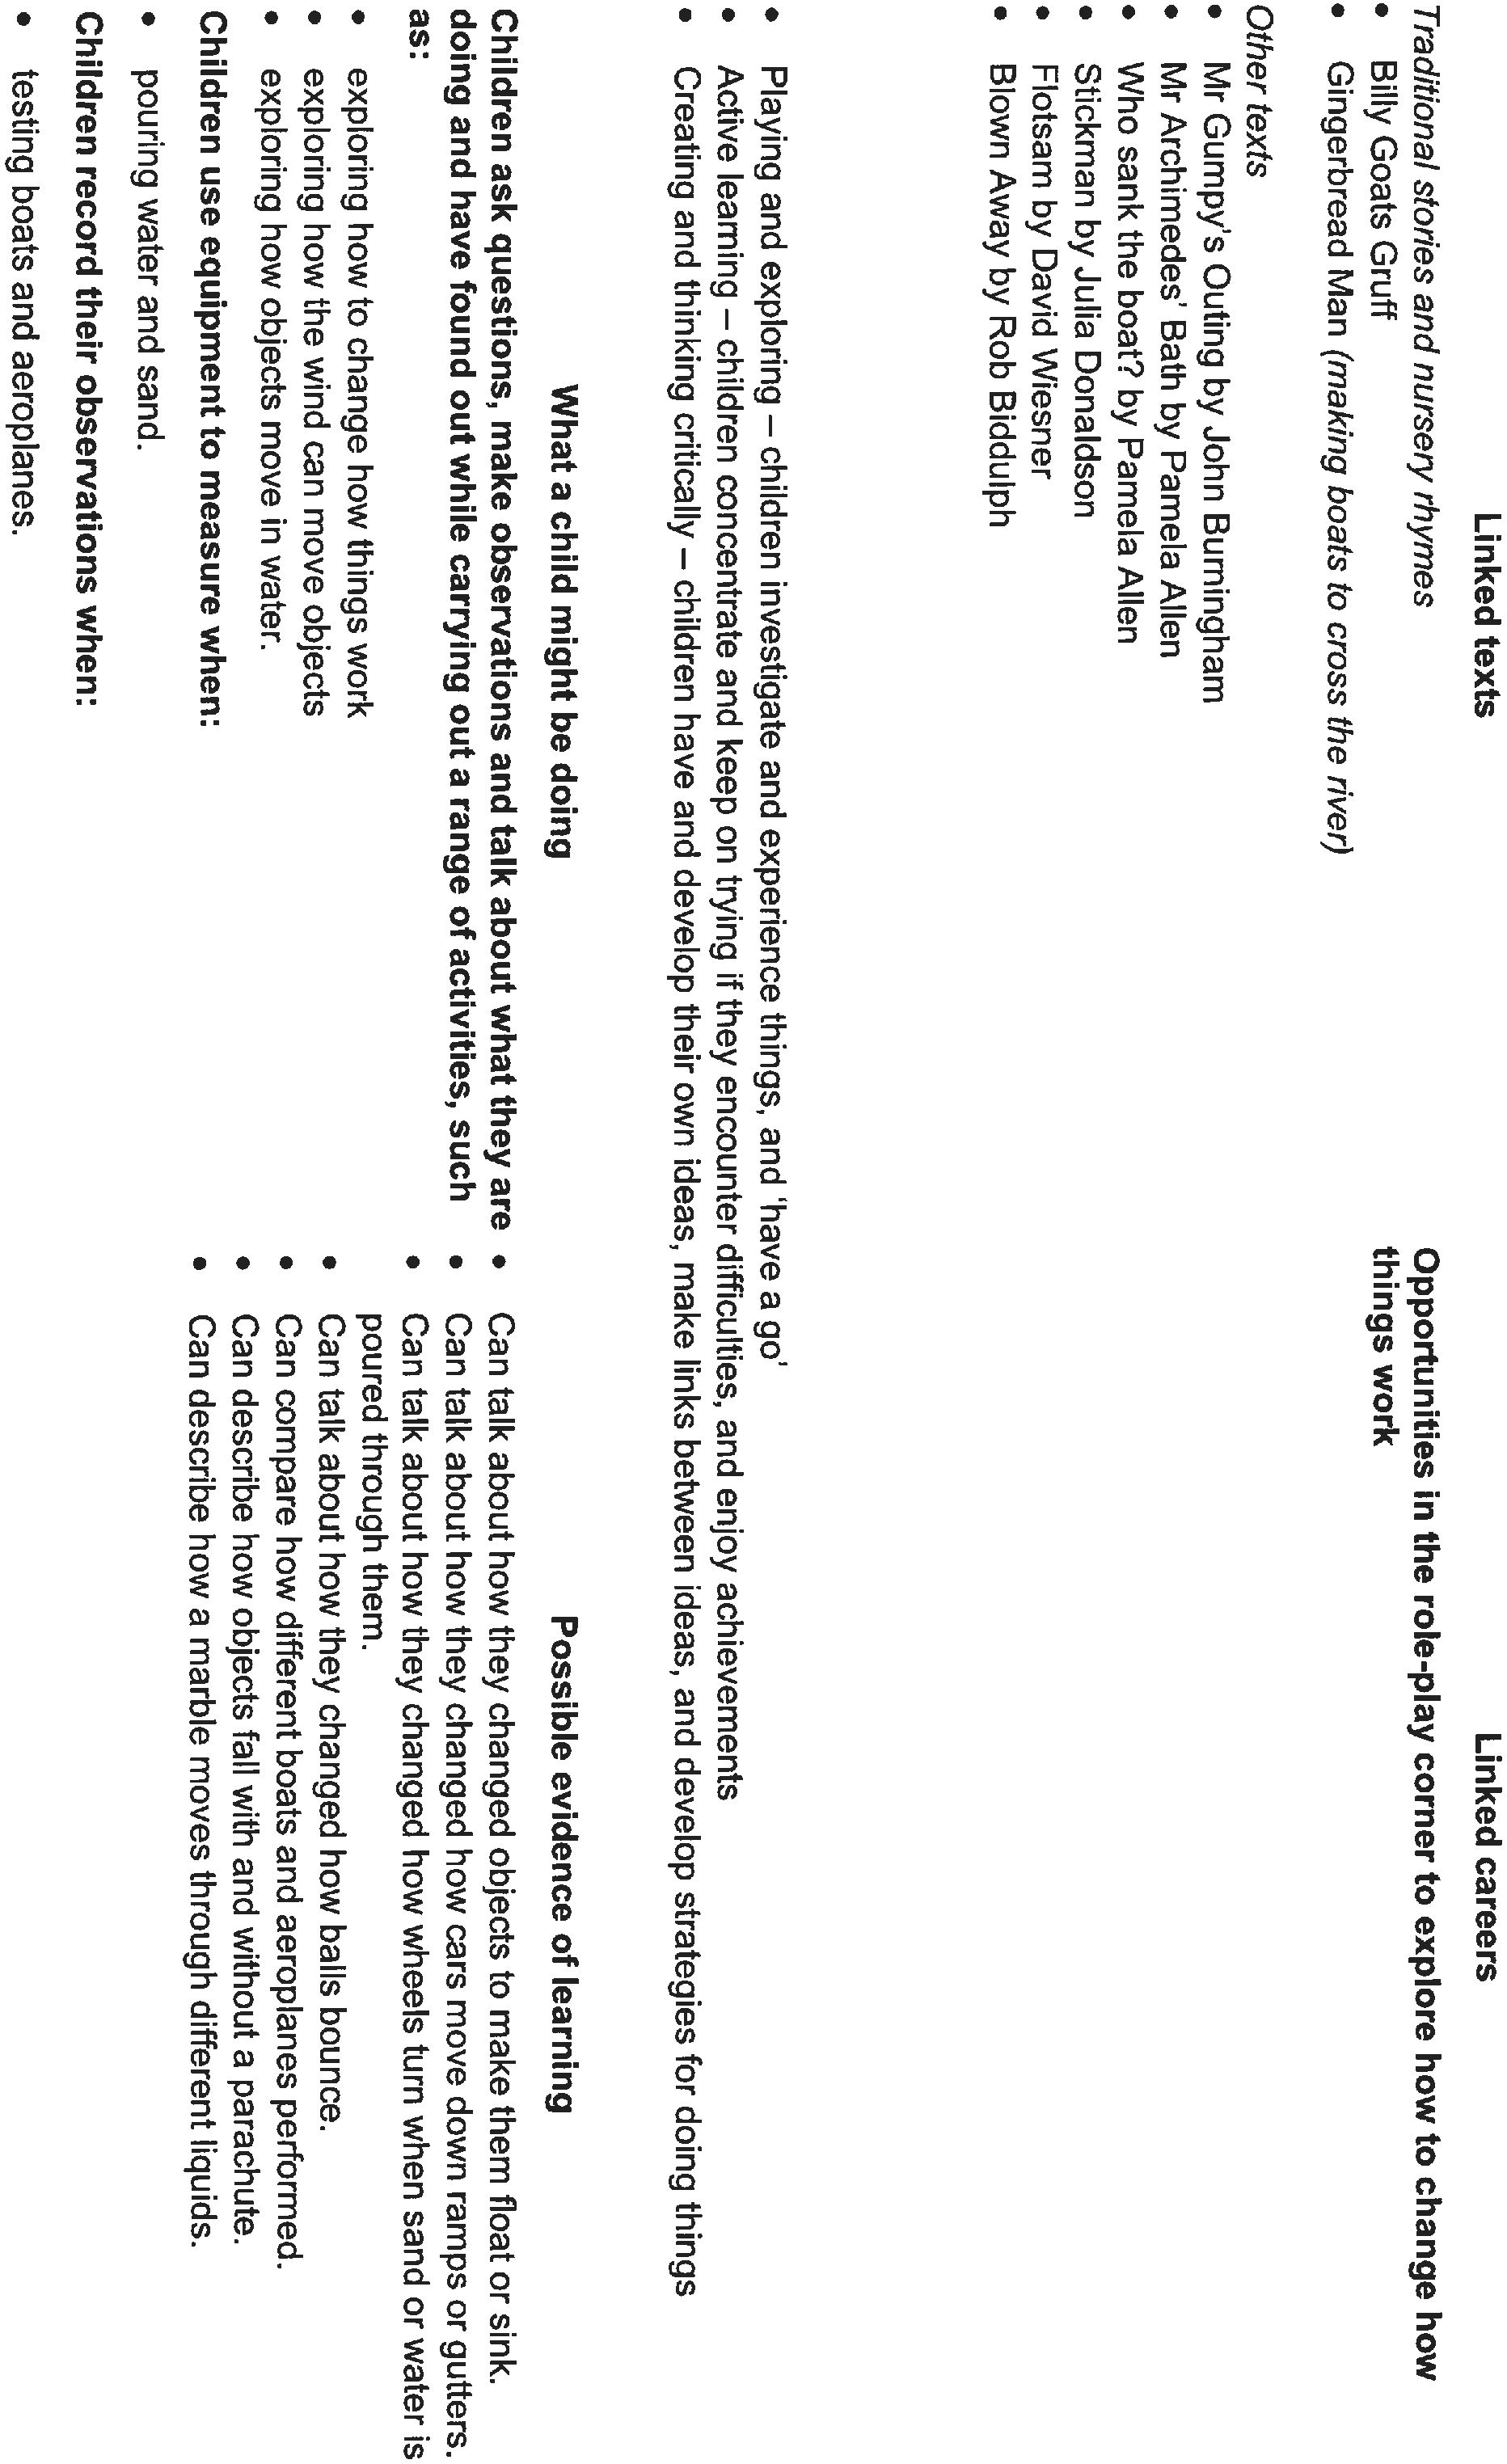 Linked texts
Traditional stories and nursery rhymes
• Billy Goats Gruff
• Gingerbread Man (making boats to cross the river)
Other texts
• Mr Gumpy's Outing by John Burningham
• Mr Archimedes' Bath by Pamela Allen
• Who sank the boat? by Pamela Allen
• Stickman by Julia Donaldson
• Flotsam by David Wiesner
• Blown Away by Rob Biddulph
Linked careers
Opportunities in the role-play corner to explore how to change how
things work
• Playing and exploring – children investigate and experience things, and 'have a go'
• Active learning – children concentrate and keep on trying if they encounter difficulties, and enjoy achievements
• Creating and thinking critically – children have and develop their own ideas, make links between ideas, and develop strategies for doing things
What a child might be doing
Children ask questions, make observations and talk about what they are
doing and have found out while carrying out a range of activities, such
as:
• exploring how to change how things work
• exploring how the wind can move objects
• exploring how objects move in water.
Children use equipment to measure when:
• pouring water and sand.
Children record their observations when:
• testing boats and aeroplanes.
Possible evidence of learning
• Can talk about how they changed objects to make them float or sink.
• Can talk about how they changed how cars move down ramps or gutters.
• Can talk about how they changed how wheels turn when sand or water is
poured through them.
• Can talk about how they changed how balls bounce.
• Can compare how different boats and aeroplanes performed.
• Can describe how objects fall with and without a parachute.
• Can describe how a marble moves through different liquids.